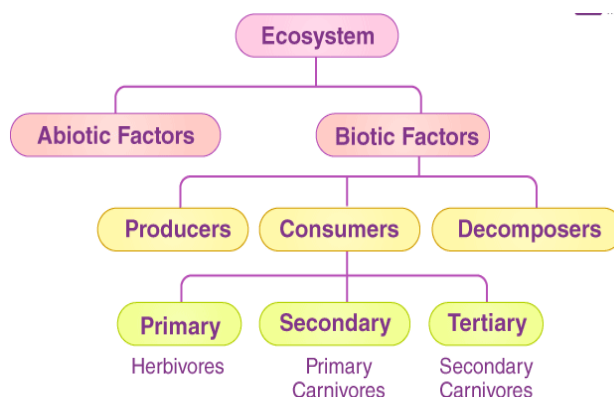 Ecosystem
Abiotic Factors
Biotic Factors
Producers
Consumers
Decomposers
Primary
Secondary
Tertiary
Herbivores
Primary
Carnivores
Secondary
Carnivores